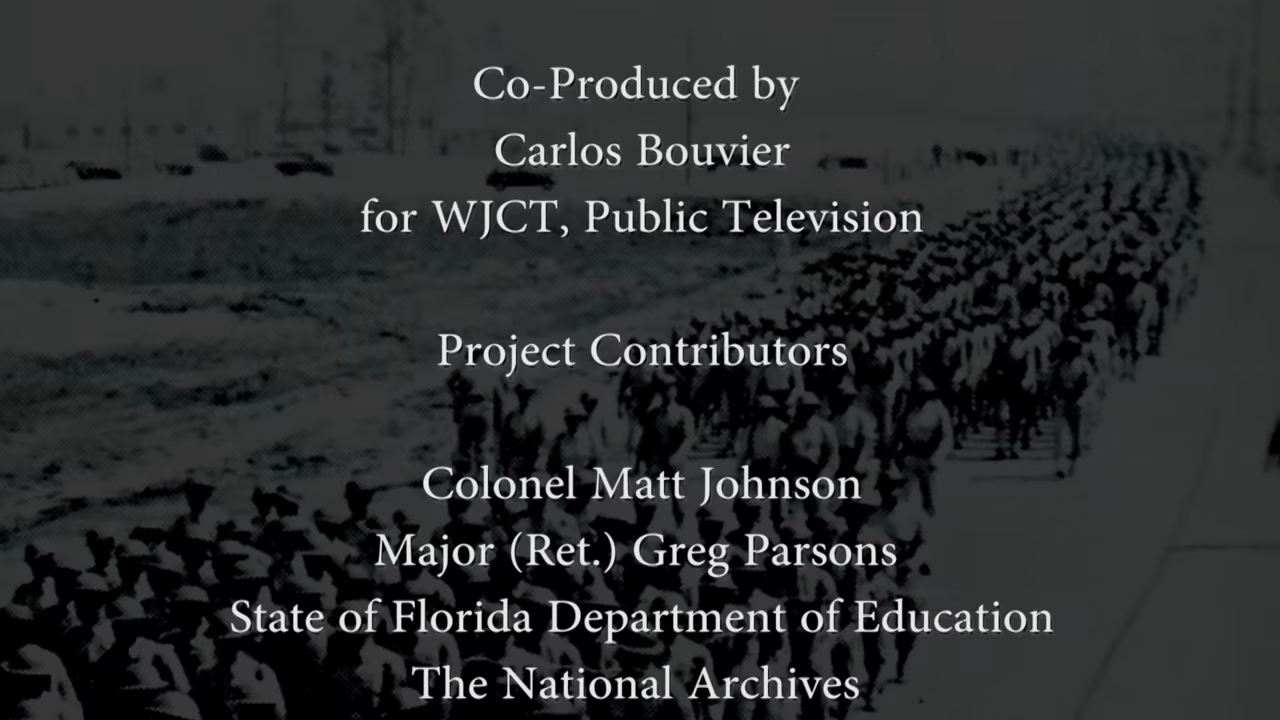 Co-Produced by
Carlos Bouvier
for WJCT, Public Television
Project Contributors
Colonel Matt Johnson
Major (Ret.) Greg Parsons
State of Florida Department of Education
The National Archives